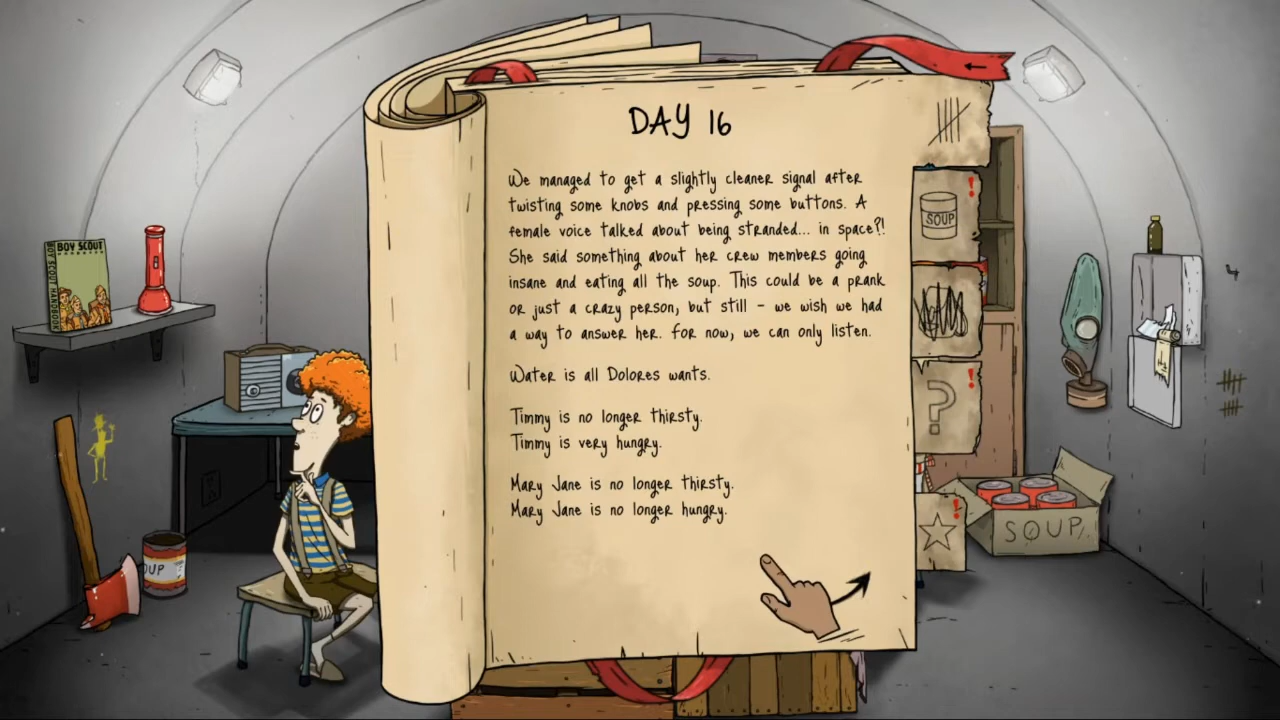 DAY 16
We managed to get a slightly cleaner signal after
twisting some knobs and pressing some buttons. A
female voice talked about being stranded... in space?!
She said something about her crew members going
insane and eating all the soup. This could be a prank
or just a crazy person, but still - we wish we had
a way to answer her. For now, we can only listen.
Water is all Dolores wants.
Timmy is no longer thirsty.
Timmy is very hungry.
Mary Jane is no longer thirsty.
Mary Jane is no longer hungry.
BOY SCOUT
BOY SCOUT HANDBOOK
OUP
!
SOUP
!
?
!
SOUP